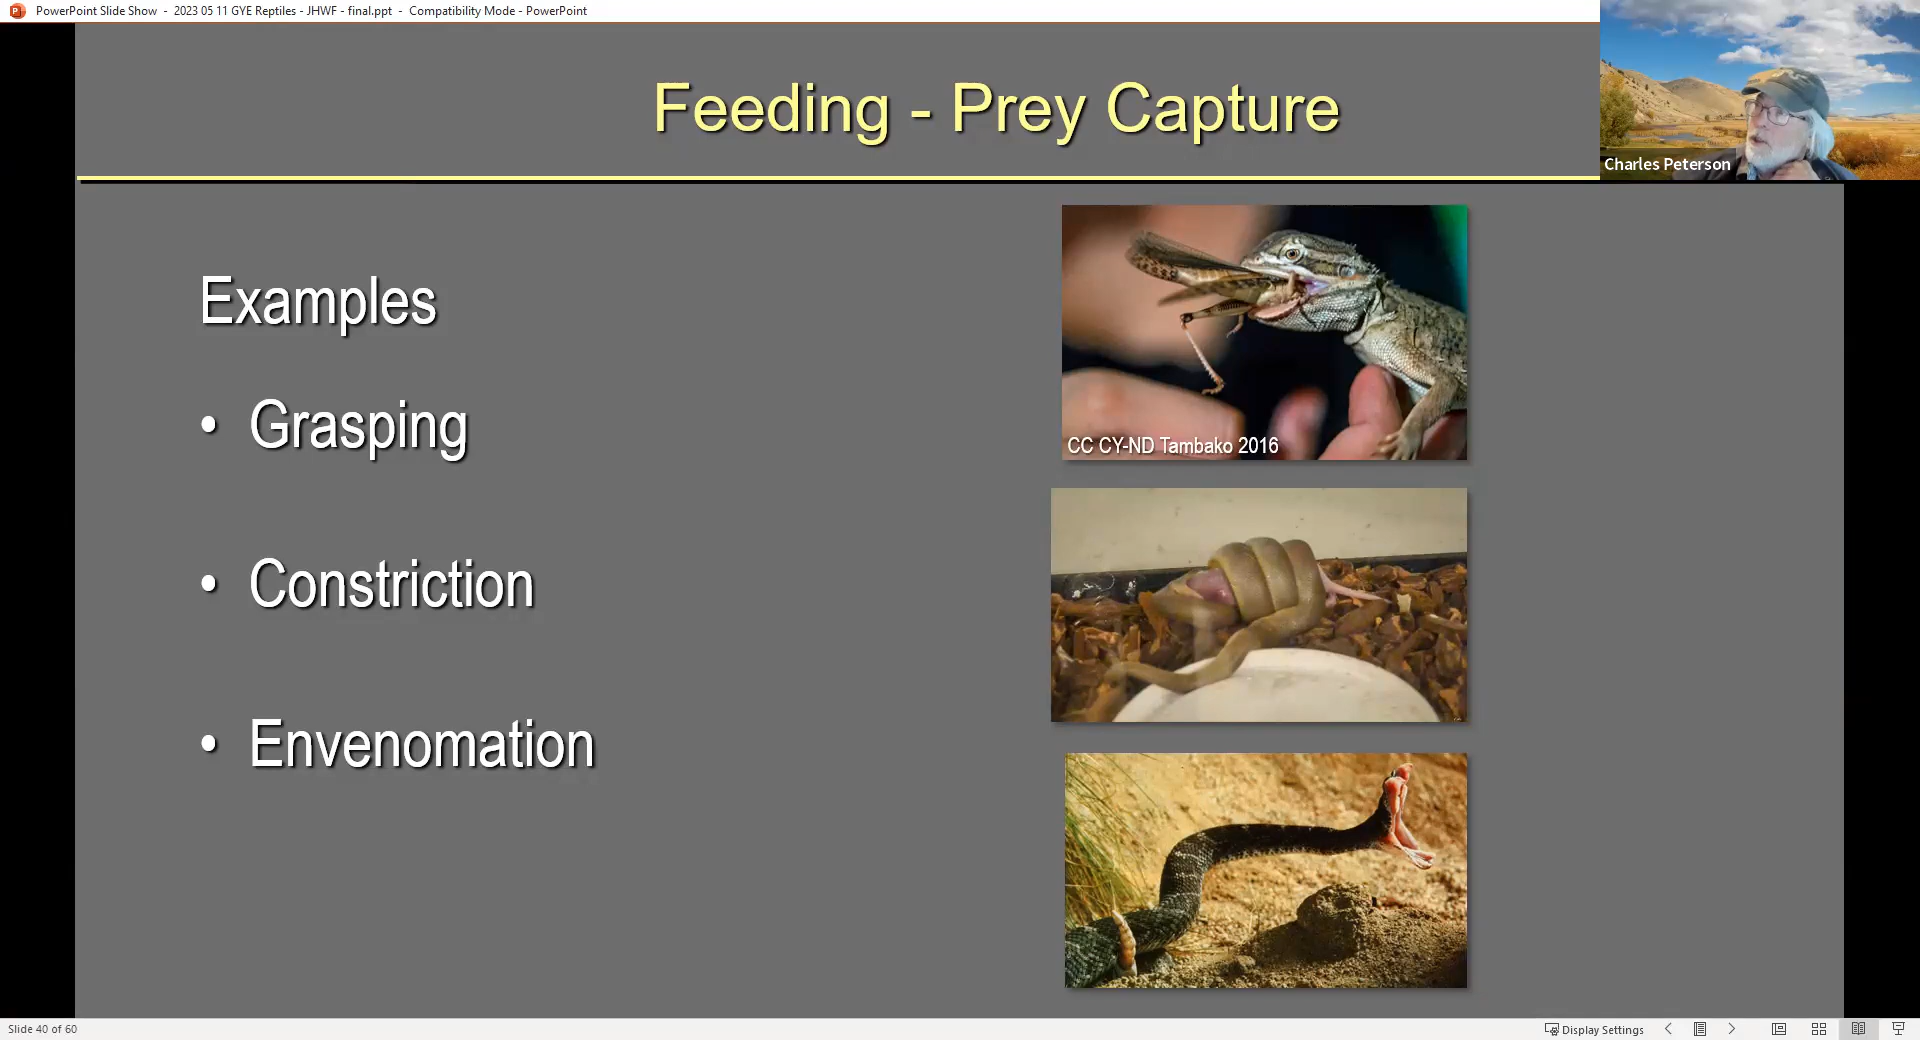 PowerPoint Slide Show - 2023 05 11 GYE Reptiles - JHWF - final.ppt - Compatibility Mode - PowerPoint
Feeding - Prey Capture
Charles Peterson
Examples
• Grasping
• Constriction
• Envenomation
CC CY-ND Tambako 2016
Slide 40 of 60
Display Settings